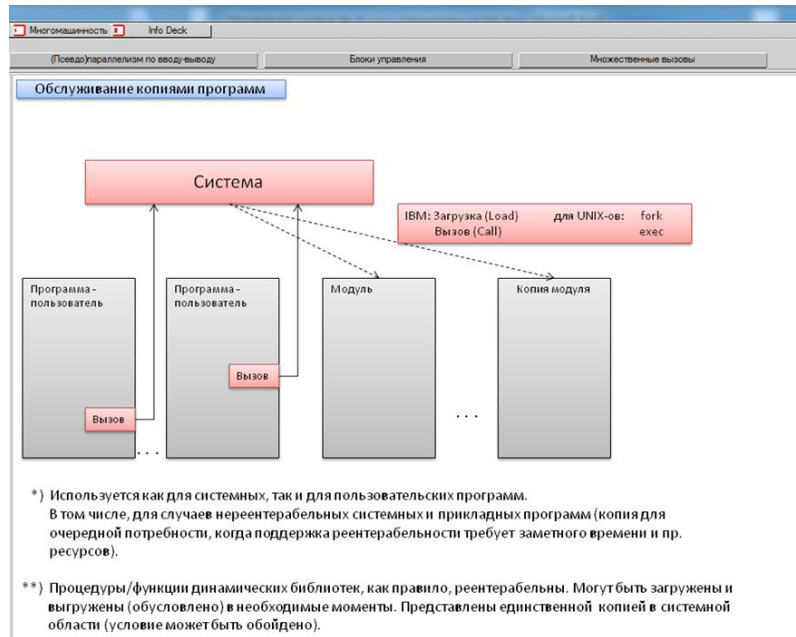 Многомашинность Info Deck
(Псевдо)параллелизм по вводу-выводу Блоки управления Множественные вызовы
Обслуживание копиями программ
Система
IBM: Загрузка (Load) для UNIX-ов: fork
Вызов (Call) exec
Программа -
пользователь
Программа -
пользователь
Модуль
Копия модуля
Вызов
Вызов
. . .
. . .
*) Используется как для системных, так и для пользовательских программ.
В том числе, для случаев нереентерабельных системных и прикладных программ (копия для
очередной потребности, когда поддержка реентерабельности требует заметного времени и пр.
ресурсов).
**) Процедуры/функции динамических библиотек, как правило, реентерабельны. Могут быть загружены и
выгружены (обусловлено) в необходимые моменты. Представлены единственной копией в системной
области (условие может быть обойдено).